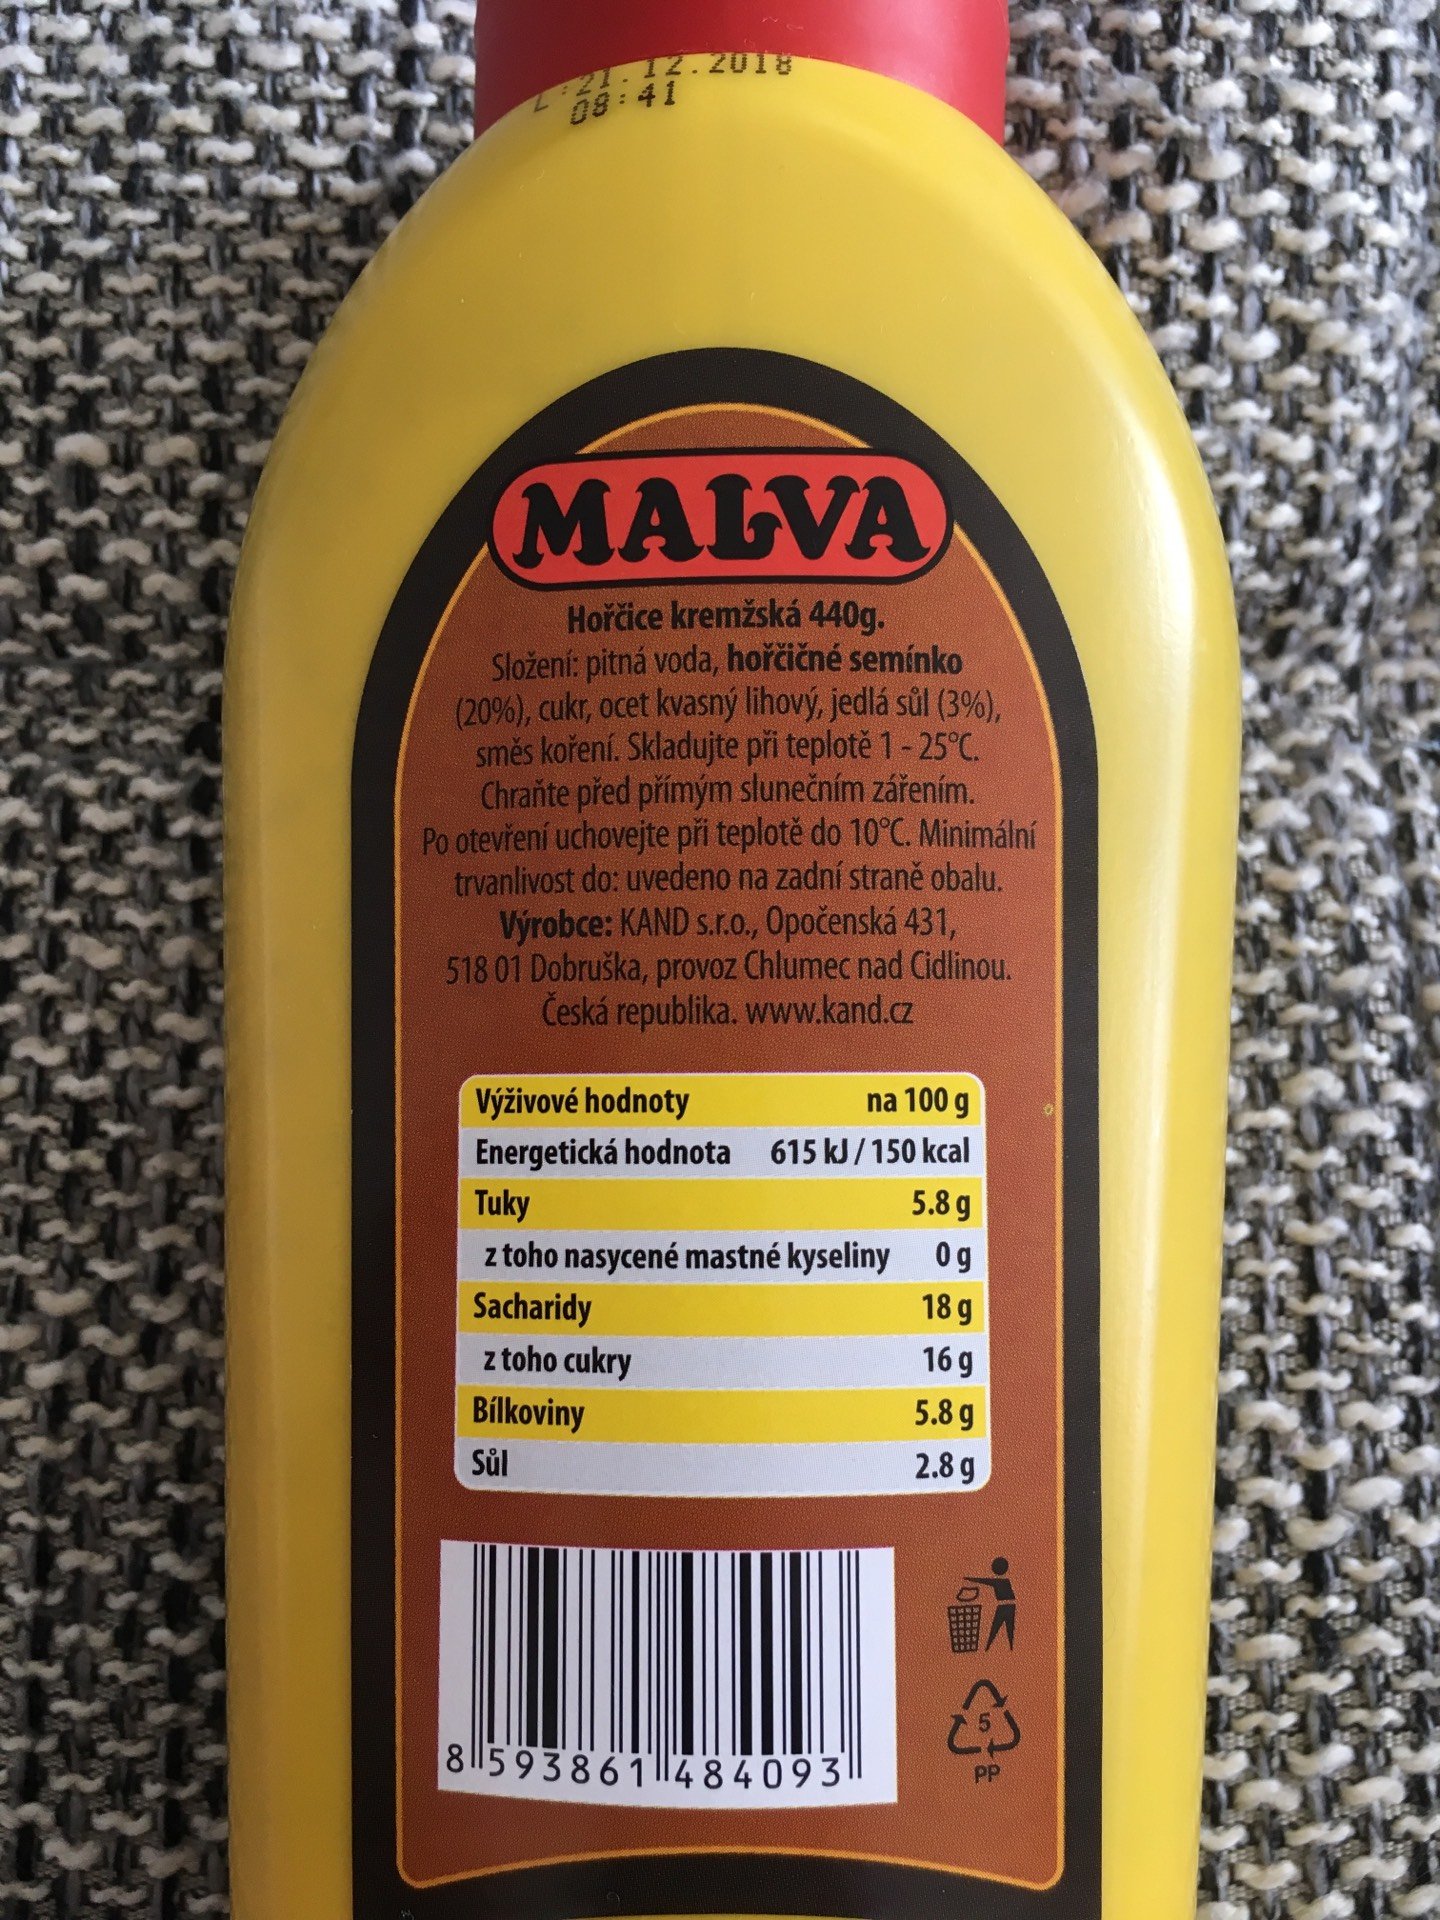 L:21.12.2018
08:41
MALVA
Hořčice kremžská 440g.
Složení: pitná voda, hořčičné semínko
(20%), cukr, ocet kvasný lihový, jedlá sůl (3%),
směs koření. Skladujte při teplotě 1 - 25°C.
Chraňte před přímým slunečním zářením.
Po otevření uchovejte při teplotě do 10°C. Minimální
trvanlivost do: uvedeno na zadní straně obalu.
Výrobce: KAND s.r.o., Opočenská 431,
518 01 Dobruška, provoz Chlumec nad Cidlinou.
Česká republika. www.kand.cz
Výživové hodnoty na 100 g
Energetická hodnota 615 kJ / 150 kcal
Tuky 5.8 g
z toho nasycené mastné kyseliny 0 g
Sacharidy 18 g
z toho cukry 16 g
Bílkoviny 5.8 g
Sůl 2.8 g
8 593861 484093
5
PP